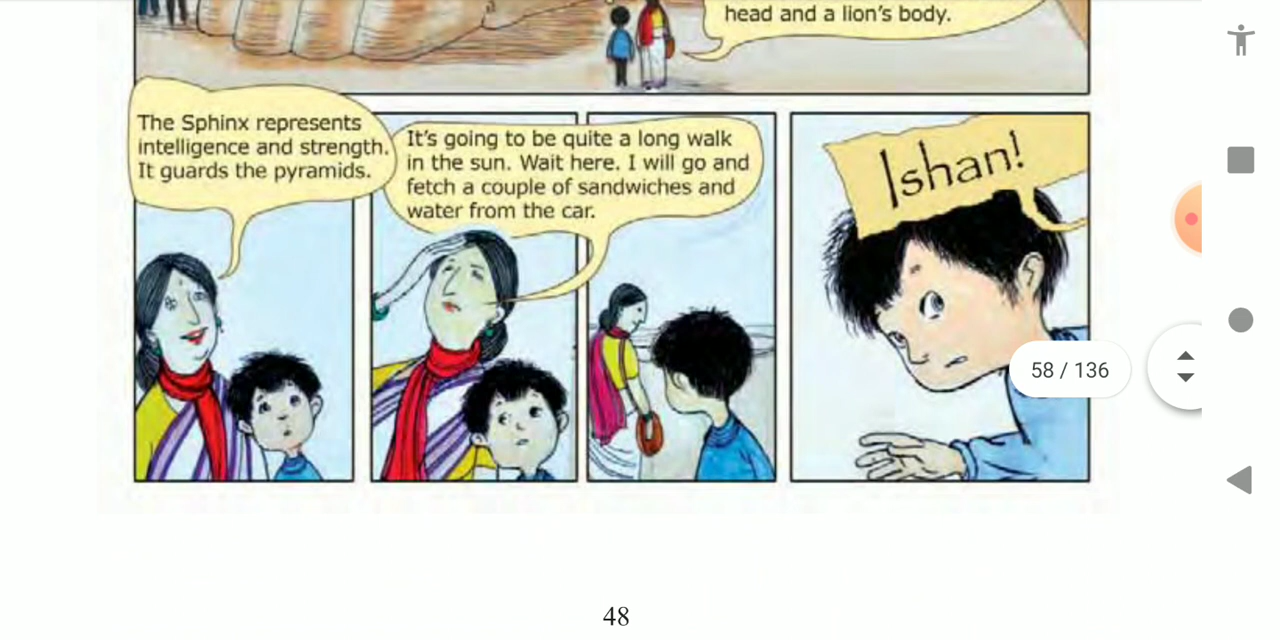 head and a lion's body.
The Sphinx represents
intelligence and strength.
It guards the pyramids.
It's going to be quite a long walk
in the sun. Wait here. I will go and
fetch a couple of sandwiches and
water from the car.
Ishan!
58 / 136
48